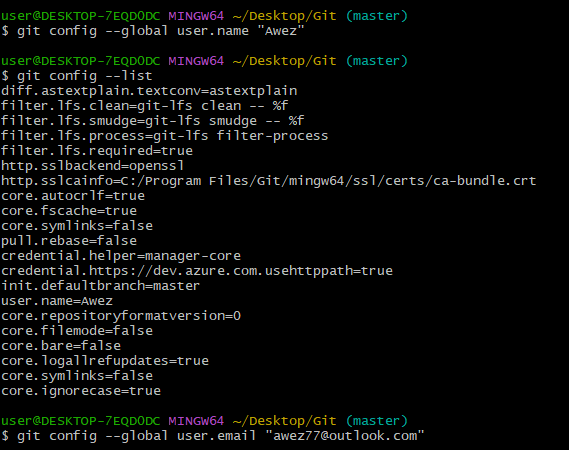 user@DESKTOP-7EQD0DC MINGW64 ~/Desktop/Git (master)
$ git config --global user.name "Awez"
user@DESKTOP-7EQD0DC MINGW64 ~/Desktop/Git (master)
$ git config --list
diff.astextplain.textconv=astextplain
filter.lfs.clean=git-lfs clean -- %f
filter.lfs.smudge=git-lfs smudge -- %f
filter.lfs.process=git-lfs filter-process
filter.lfs.required=true
http.sslbackend=openssl
http.sslcainfo=C:/Program Files/Git/mingw64/ssl/certs/ca-bundle.crt
core.autocrlf=true
core.fscache=true
core.symlinks=false
pull.rebase=false
credential.helper=manager-core
credential.https://dev.azure.com.usehttppath=true
init.defaultbranch=master
user.name=Awez
core.repositoryformatversion=0
core.filemode=false
core.bare=false
core.logallrefupdates=true
core.symlinks=false
core.ignorecase=true
user@DESKTOP-7EQD0DC MINGW64 ~/Desktop/Git (master)
$ git config --global user.email "awez77@outlook.com"